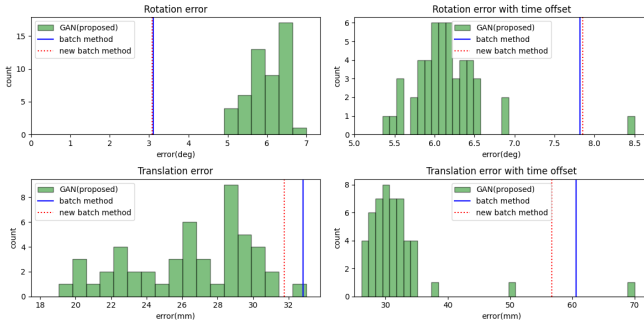 Rotation error
GAN(proposed)
batch method
new batch method
count
15
10
5
0
0 1 2 3 4 5 6 7
error(deg)
Rotation error with time offset
GAN(proposed)
batch method
new batch method
count
6
5
4
3
2
1
0
5.0 5.5 6.0 6.5 7.0 7.5 8.0 8.5
error(deg)
Translation error
GAN(proposed)
batch method
new batch method
count
8
6
4
2
0
18 20 22 24 26 28 30 32
error(mm)
Translation error with time offset
GAN(proposed)
batch method
new batch method
count
8
6
4
2
0
30 40 50 60 70
error(mm)